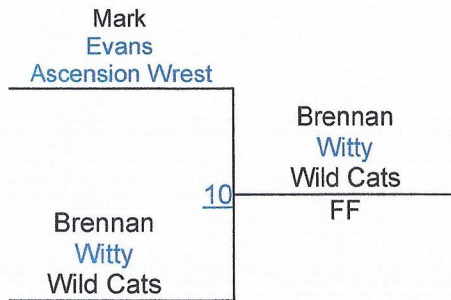 Mark
Evans
Ascension Wrest
Brennan
Witty
Wild Cats
10
FF
Brennan
Witty
Wild Cats